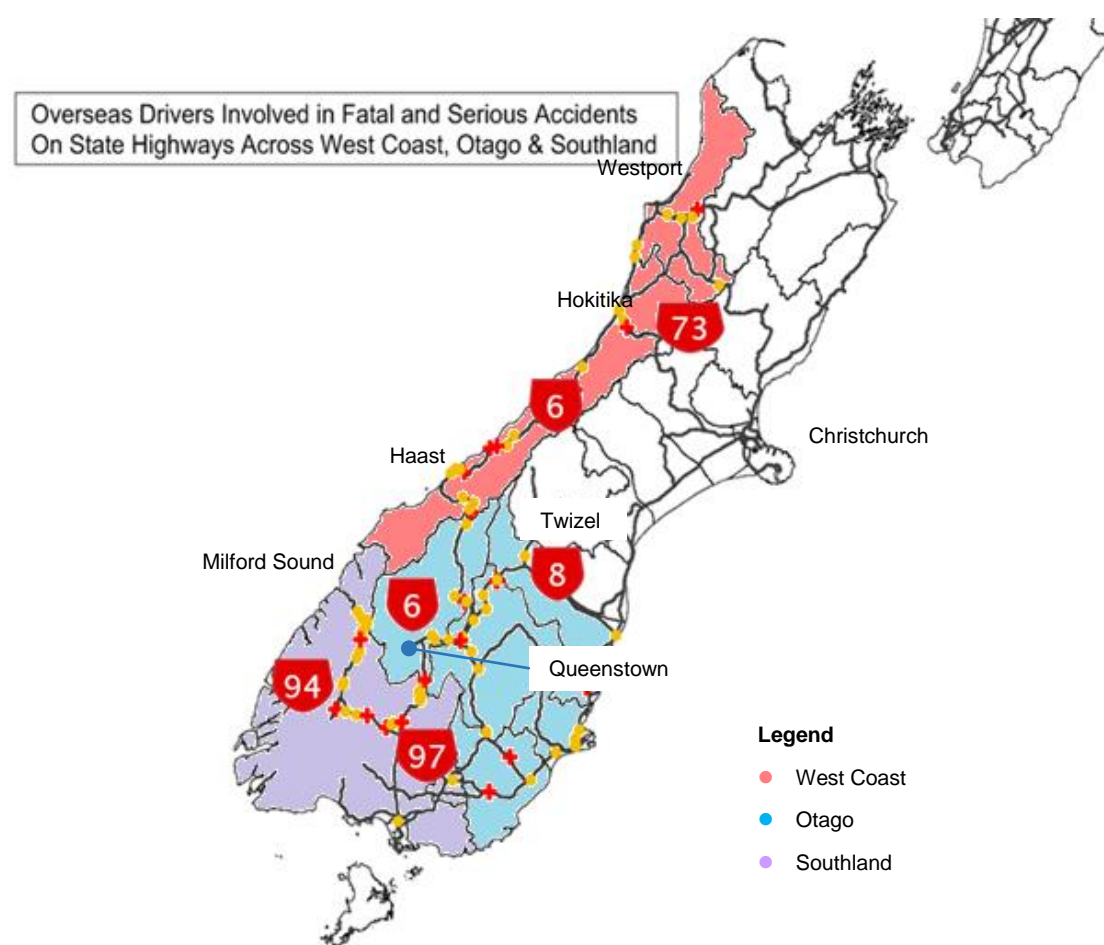 Overseas Drivers Involved in Fatal and Serious Accidents
On State Highways Across West Coast, Otago & Southland
Westport
Hokitika
73
6
Christchurch
Haast
Twizel
Milford Sound
8
6
Queenstown
94
97
Legend
West Coast
Otago
Southland